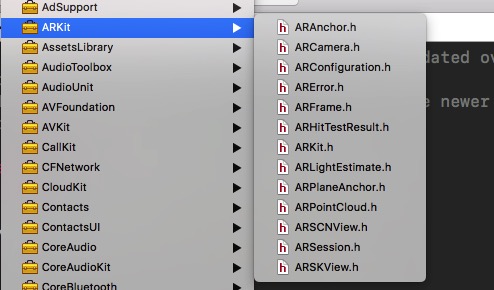 AdSupport
ARKit
AssetsLibrary
AudioToolbox
AudioUnit
AVFoundation
AVKit
CallKit
CFNetwork
CloudKit
Contacts
ContactsUI
CoreAudio
CoreAudioKit
CoreBluetooth
h ARAnchor.h
h ARCamera.h
h ARConfiguration.h
h ARError.h
h ARFrame.h
h ARHitTestResult.h
h ARKit.h
h ARLightEstimate.h
h ARPlaneAnchor.h
h ARPointCloud.h
h ARSCNView.h
h ARSession.h
h ARSKView.h
dated ov
e newer